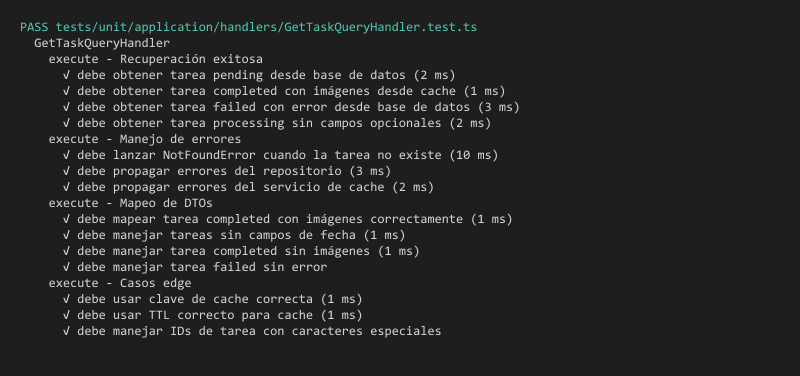 PASS tests/unit/application/handlers/GetTaskQueryHandler.test.ts
GetTaskQueryHandler
execute - Recuperación exitosa
√ debe obtener tarea pending desde base de datos (2 ms)
√ debe obtener tarea completed con imágenes desde cache (1 ms)
√ debe obtener tarea failed con error desde base de datos (3 ms)
√ debe obtener tarea processing sin campos opcionales (2 ms)
execute - Manejo de errores
√ debe lanzar NotFoundError cuando la tarea no existe (10 ms)
√ debe propagar errores del repositorio (3 ms)
√ debe propagar errores del servicio de cache (2 ms)
execute - Mapeo de DTOs
√ debe mapear tarea completed con imágenes correctamente (1 ms)
√ debe manejar tareas sin campos de fecha (1 ms)
√ debe manejar tarea completed sin imágenes (1 ms)
√ debe manejar tarea failed sin error
execute - Casos edge
√ debe usar clave de cache correcta (1 ms)
√ debe usar TTL correcto para cache (1 ms)
√ debe manejar IDs de tarea con caracteres especiales